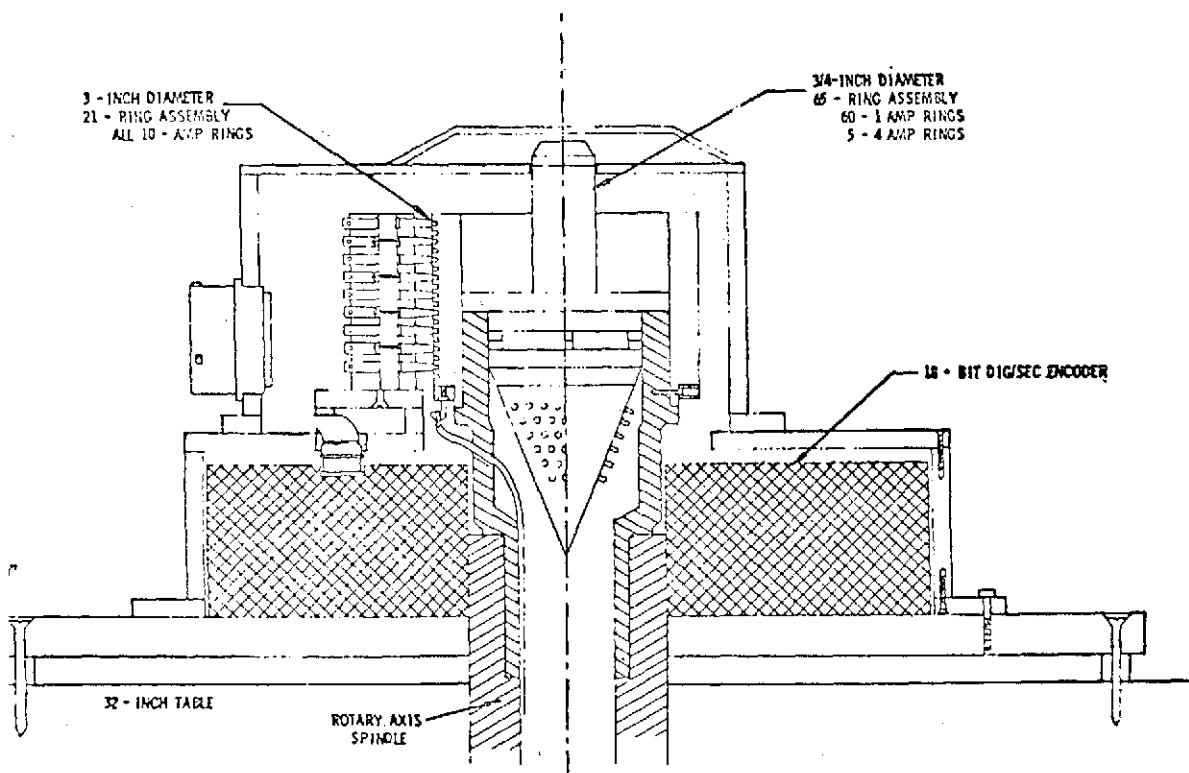 3 - INCH DIAMETER
21 - RING ASSEMBLY
ALL 10 - AMP RINGS
3/4-INCH DIAMETER
65 - RING ASSEMBLY
60 - 1 AMP RINGS
5 - 4 AMP RINGS
18 - BIT DIG/SEC ENCODER
32 - INCH TABLE
ROTARY AXIS
SPINDLE